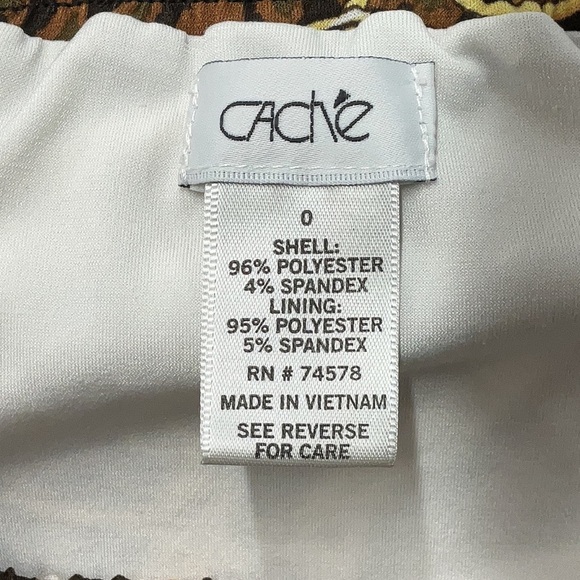 CACHÉ
0
SHELL:
96% POLYESTER
4% SPANDEX
LINING:
95% POLYESTER
5% SPANDEX
RN # 74578
MADE IN VIETNAM
SEE REVERSE
FOR CARE